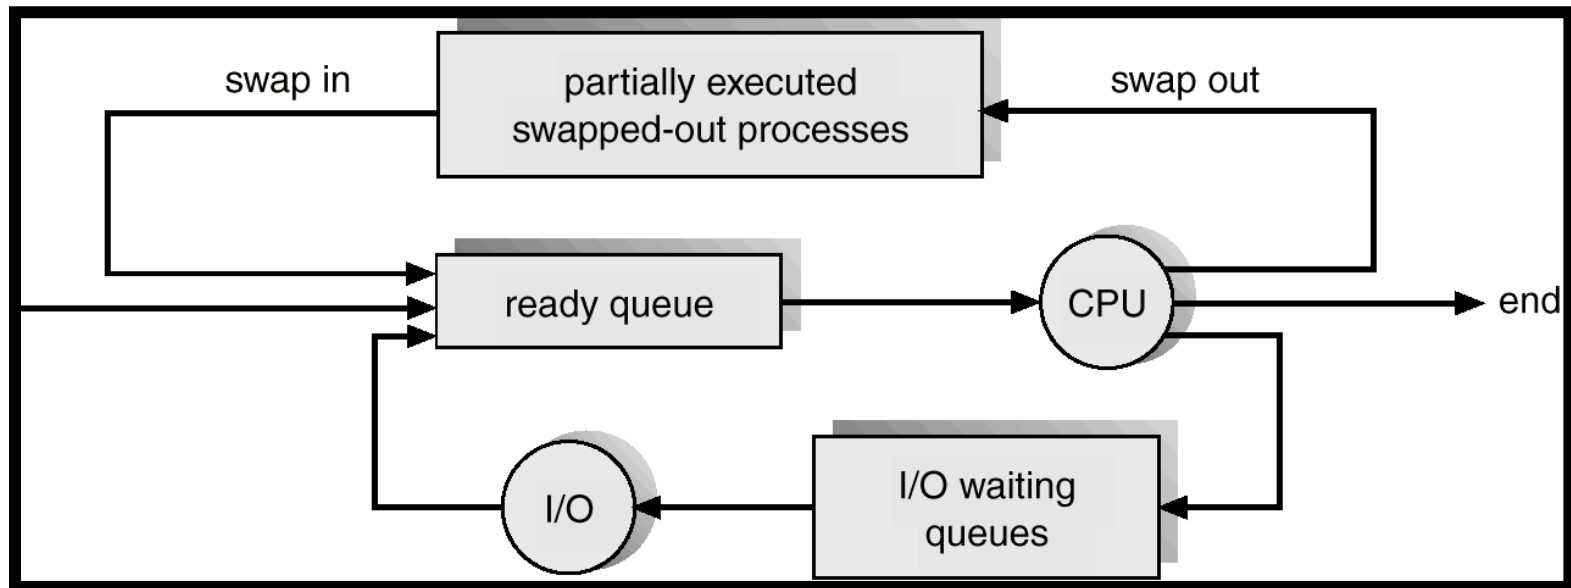 swap in
partially executed
swapped-out processes
swap out
ready queue
CPU
end
I/O
I/O waiting
queues